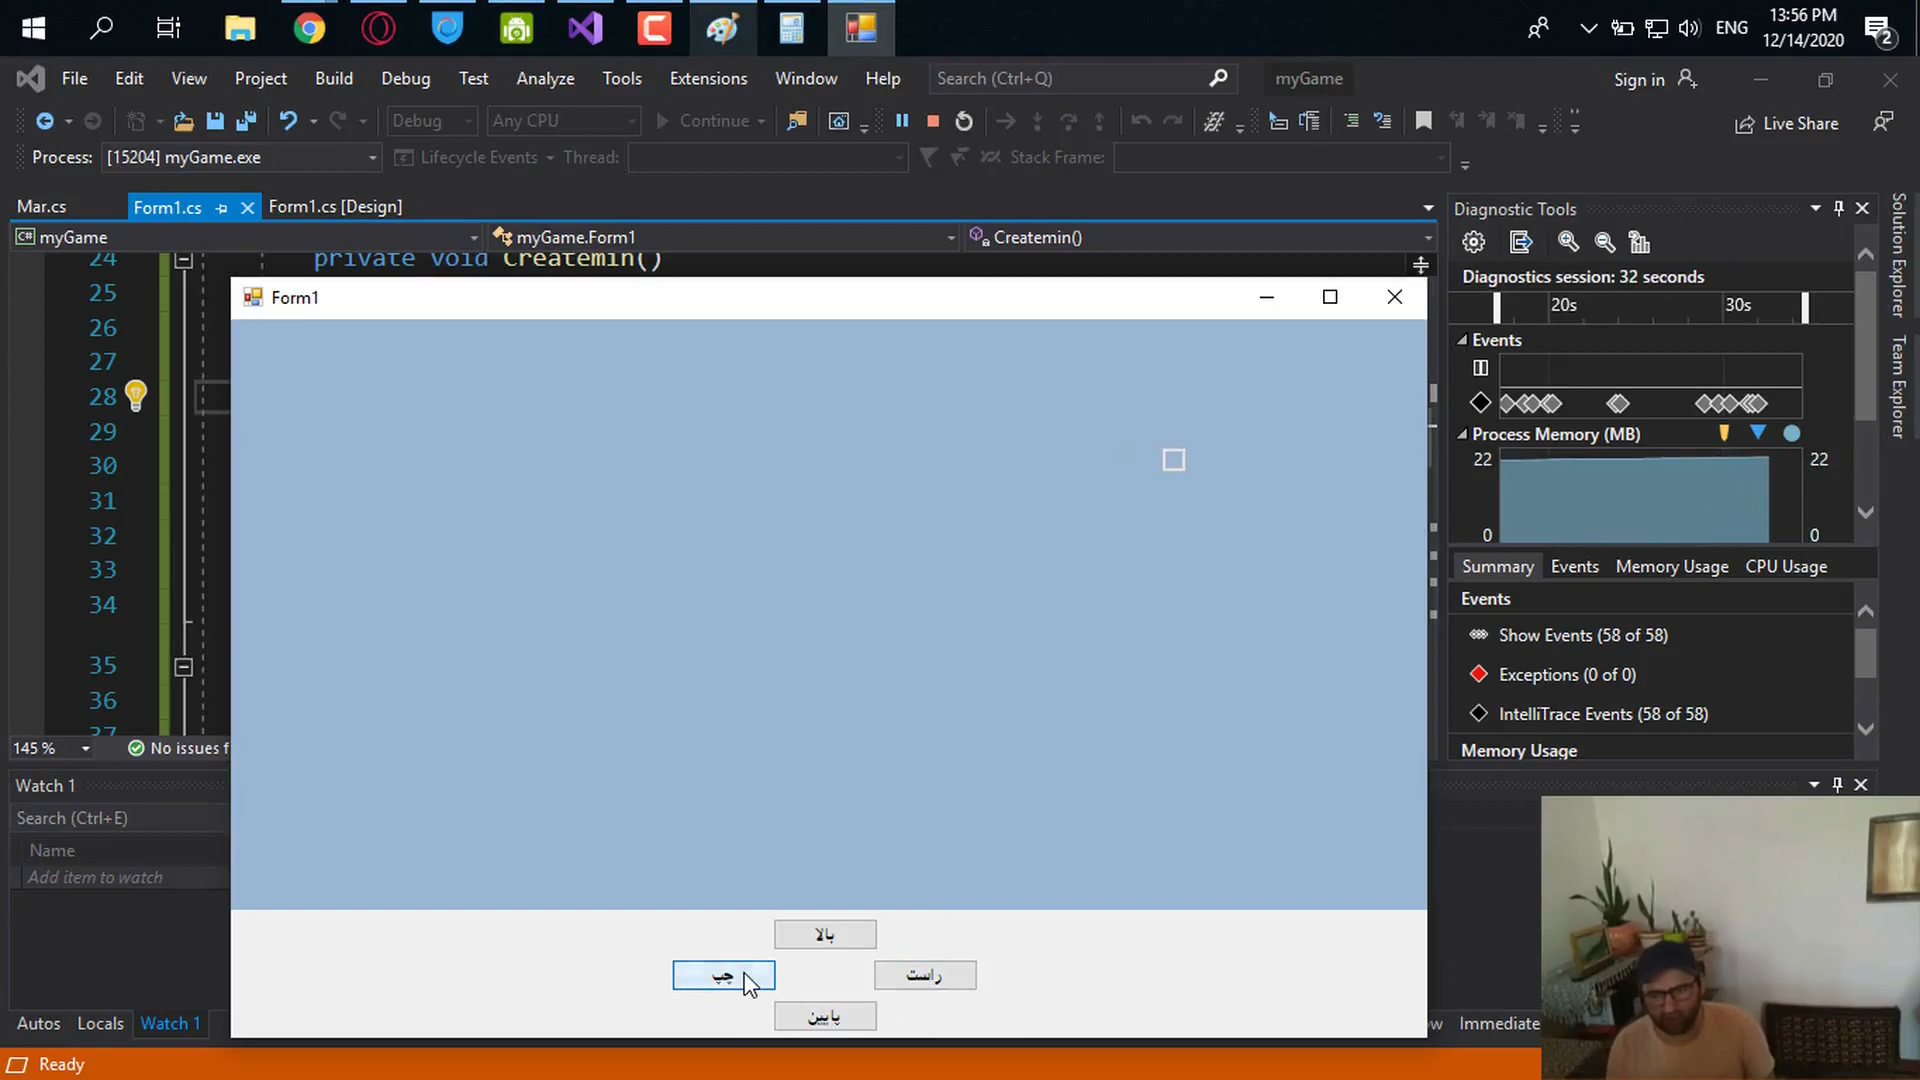 ENG
13:56 PM
12/14/2020
2
File Edit View Project Build Debug Test Analyze Tools Extensions Window Help
Search (Ctrl+Q)
myGame
Sign in
Debug
Any CPU
Continue
Live Share
Process: [15204] myGame.exe
Lifecycle Events
Thread:
Stack Frame:
Mar.cs
Form1.cs
Form1.cs [Design]
myGame
myGame.Form1
Createmin()
24 private void Createmin()
25
26
27
28
29
30
31
32
33
34
35
36
37
Form1
بالا
چپ
راست
پایین
145 %
No issues f
Watch 1
Search (Ctrl+E)
Name
Add item to watch
Autos Locals Watch 1
Immediate
Ready
Diagnostic Tools
Diagnostics session: 32 seconds
20s 30s
Events
Process Memory (MB)
22 22
0 0
Summary Events Memory Usage CPU Usage
Events
Show Events (58 of 58)
Exceptions (0 of 0)
IntelliTrace Events (58 of 58)
Memory Usage
Solution Explorer
Team Explorer